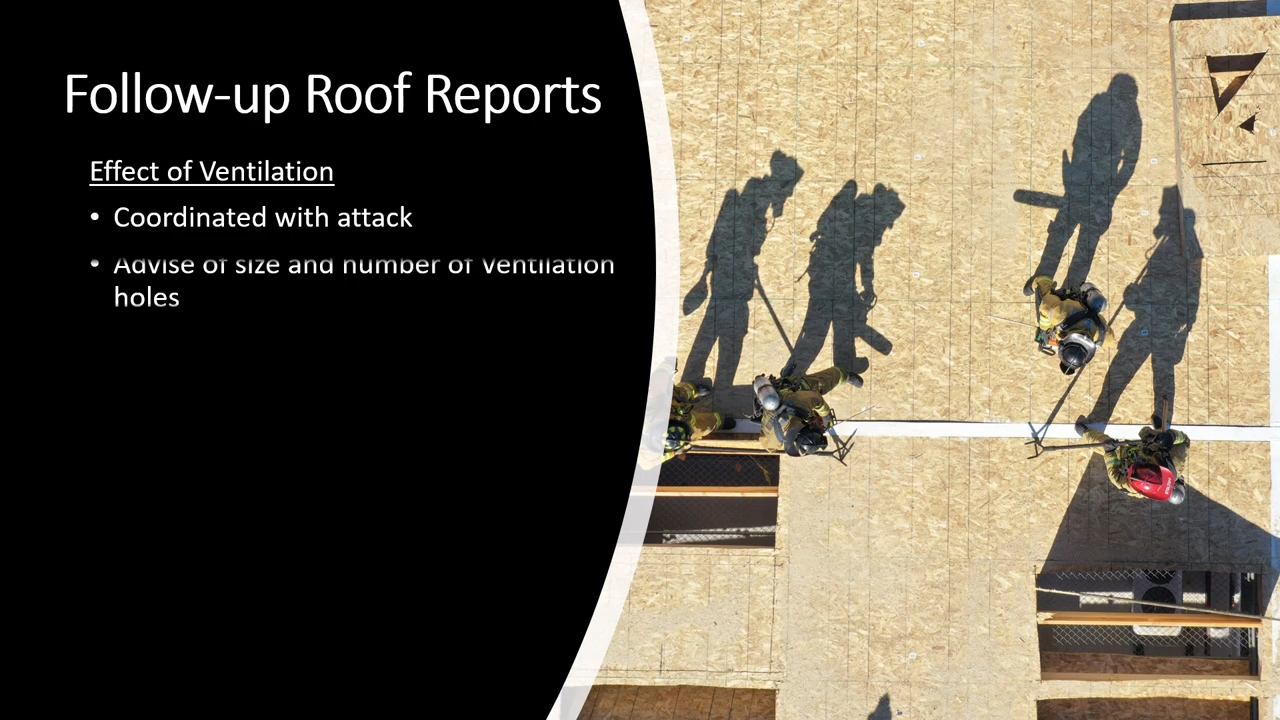 Follow-up Roof Reports
Effect of Ventilation
• Coordinated with attack
• Advise of size and number of ventilation
holes